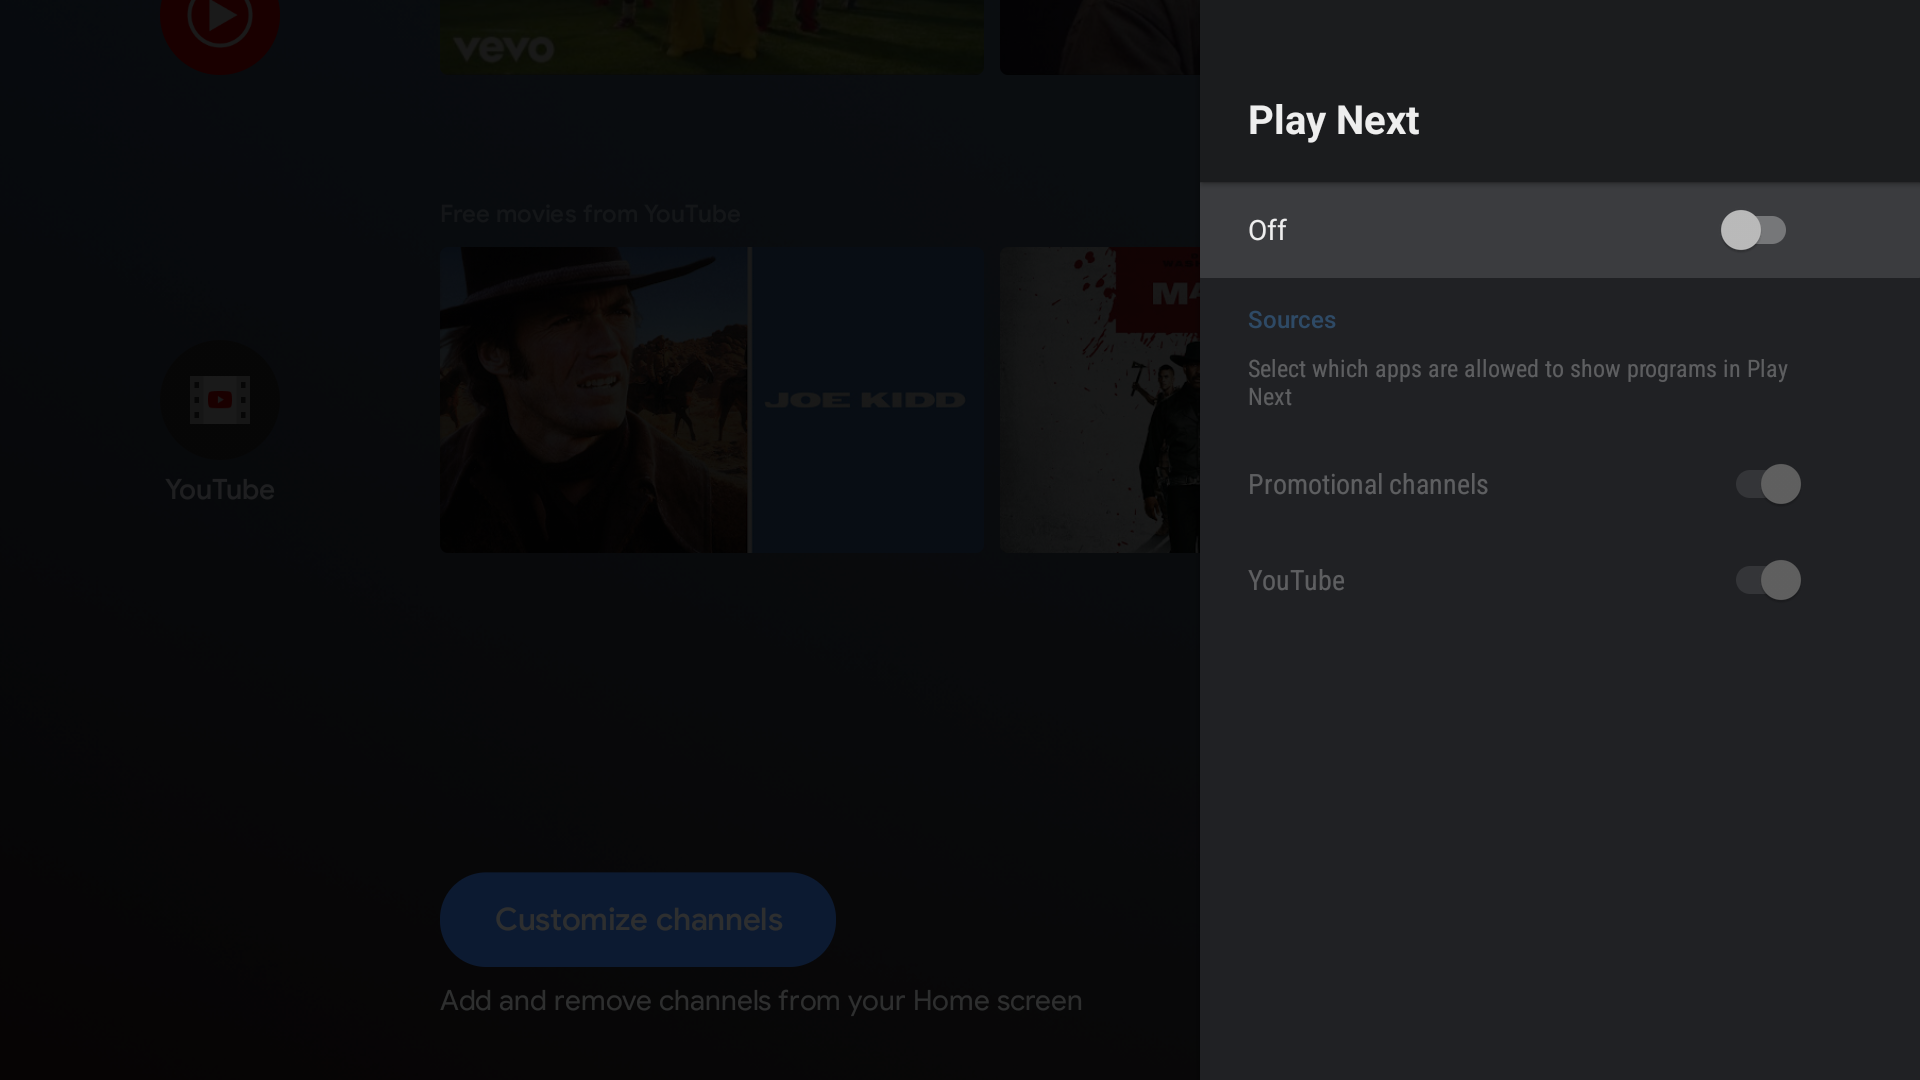 vevo
Free movies from YouTube
JOE KIDD
YouTube
Customize channels
Add and remove channels from your Home screen
Play Next
Off
Sources
Select which apps are allowed to show programs in Play
Next
Promotional channels
YouTube